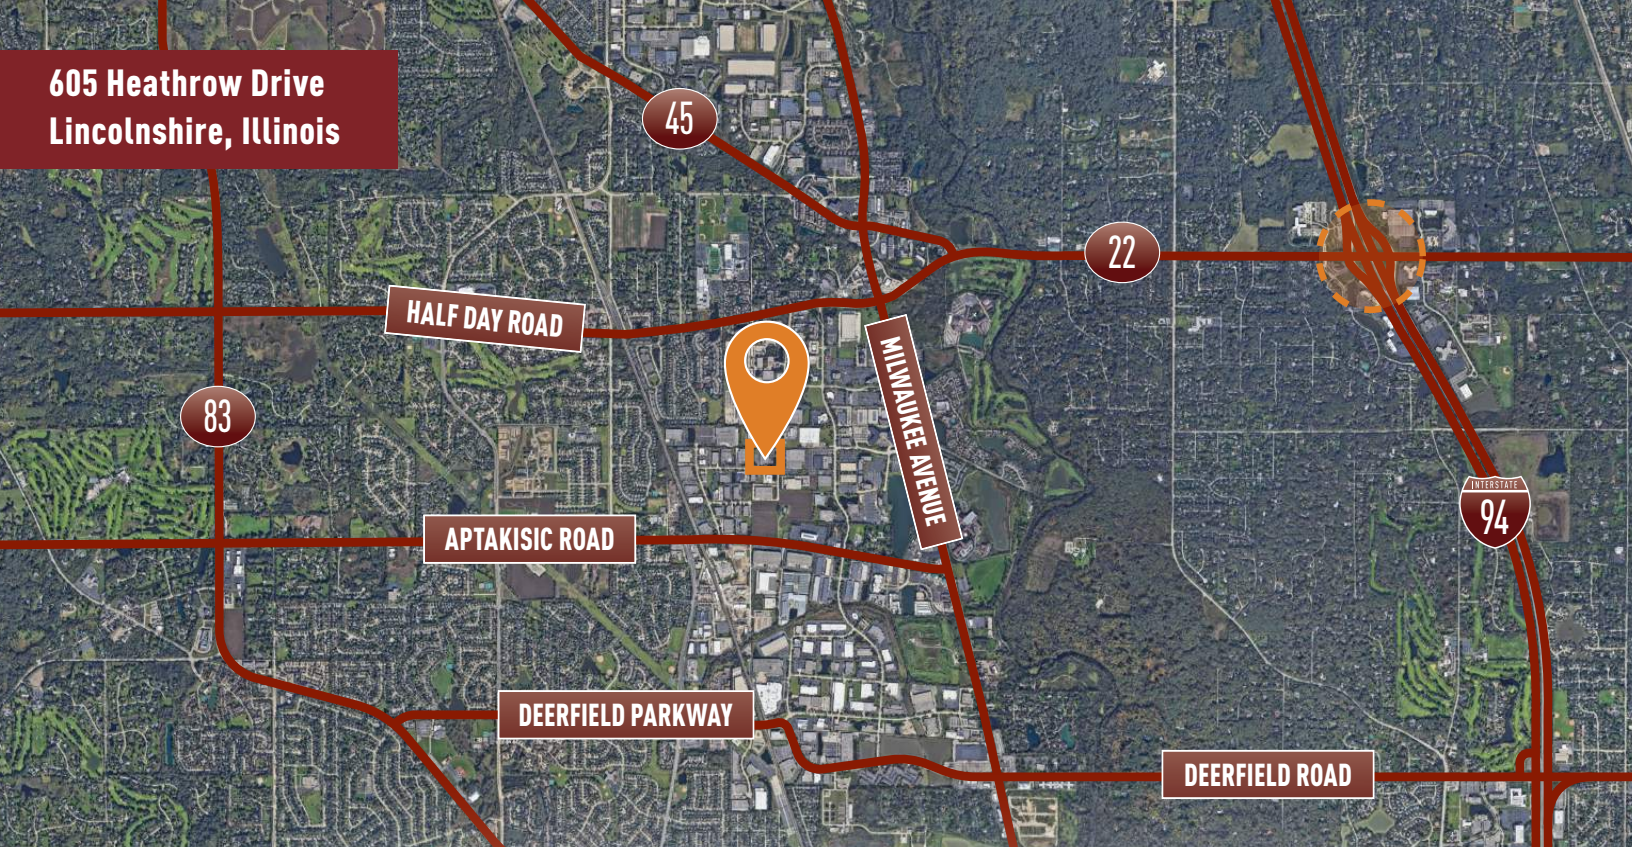 605 Heathrow Drive
Lincolnshire, Illinois
45
22
HALF DAY ROAD
MILWAUKEE AVENUE
83
INTERSTATE
94
APTAKISIC ROAD
DEERFIELD PARKWAY
DEERFIELD ROAD